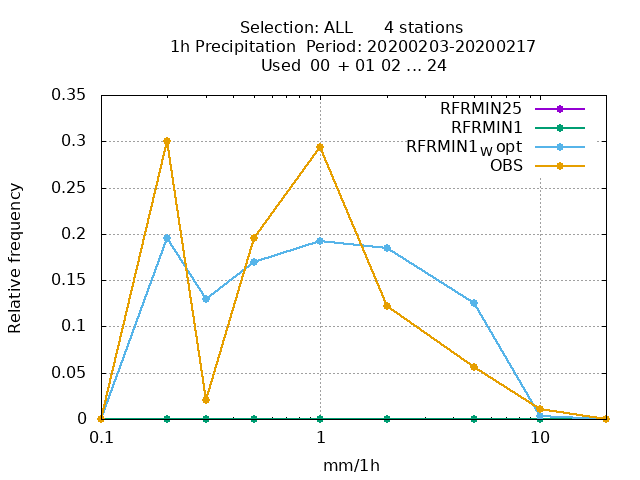 Selection: ALL 4 stations
1h Precipitation Period: 20200203-20200217
Used 00 + 01 02 ... 24
RFRMIN25
RFRMIN1
RFRMIN1W opt
OBS
Relative frequency
0.35
0.3
0.25
0.2
0.15
0.1
0.05
0
0.1 1 10
mm/1h